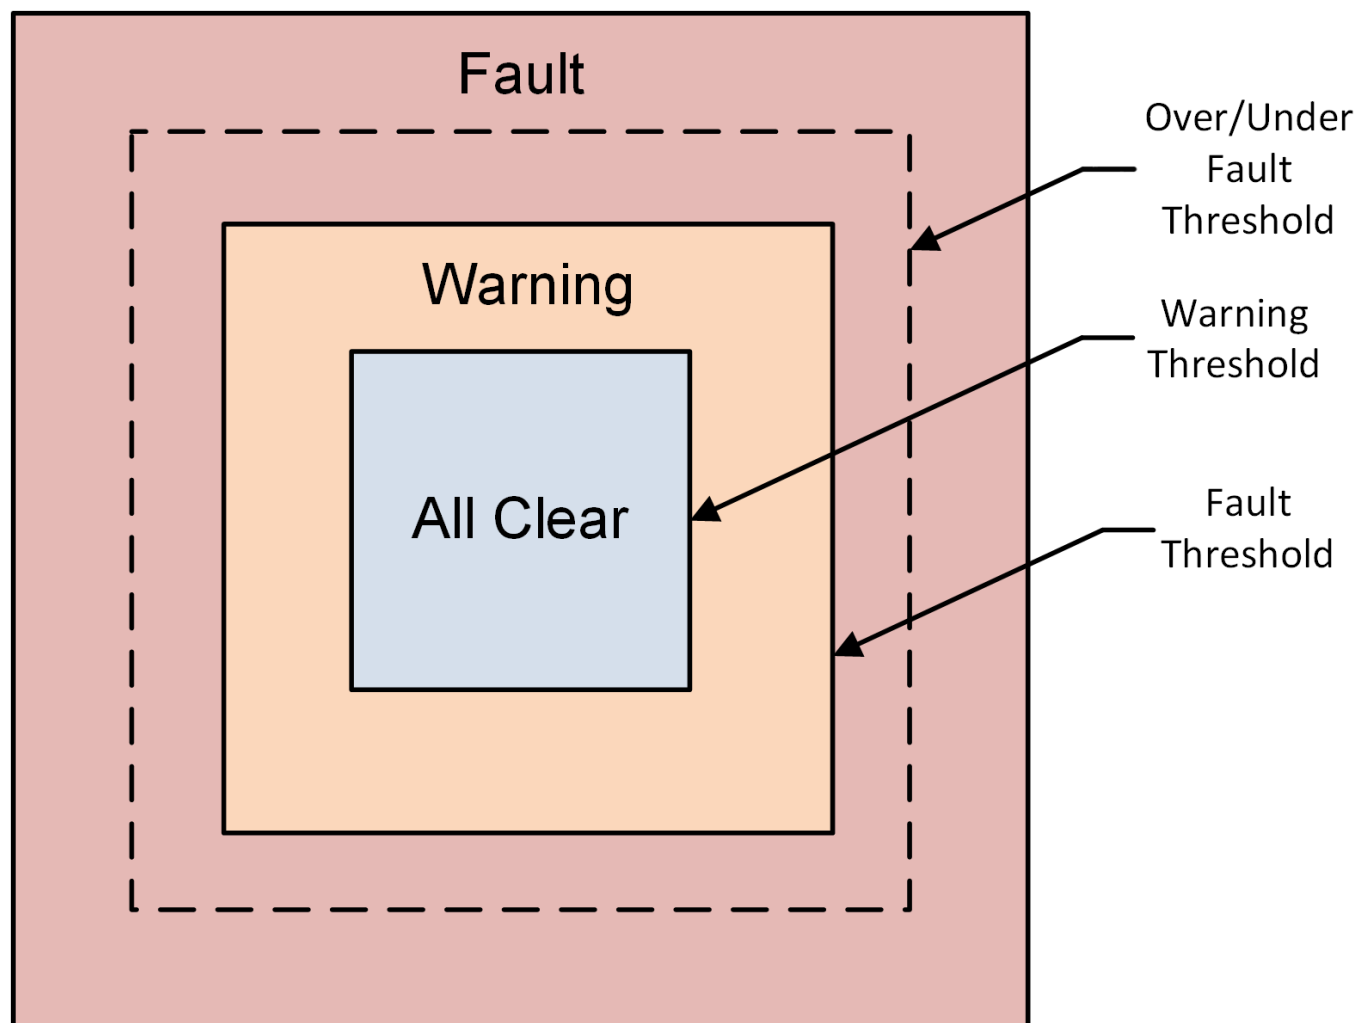 Fault
Over/Under
Fault
Threshold
Warning
Warning
Threshold
All Clear
Fault
Threshold